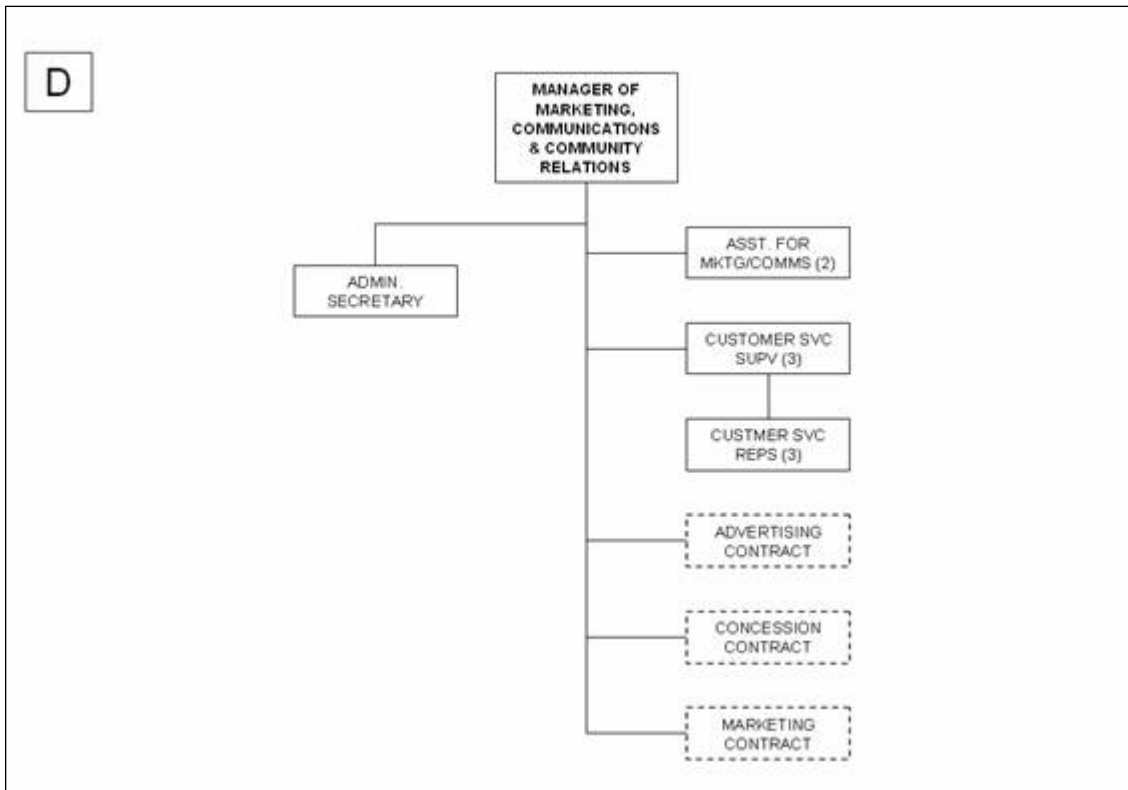 D
MANAGER OF
MARKETING,
COMMUNICATIONS
& COMMUNITY
RELATIONS
ADMIN.
SECRETARY
ASST. FOR
MKTG/COMMS (2)
CUSTOMER SVC
SUPV (3)
CUSTMER SVC
REPS (3)
ADVERTISING
CONTRACT
CONCESSION
CONTRACT
MARKETING
CONTRACT